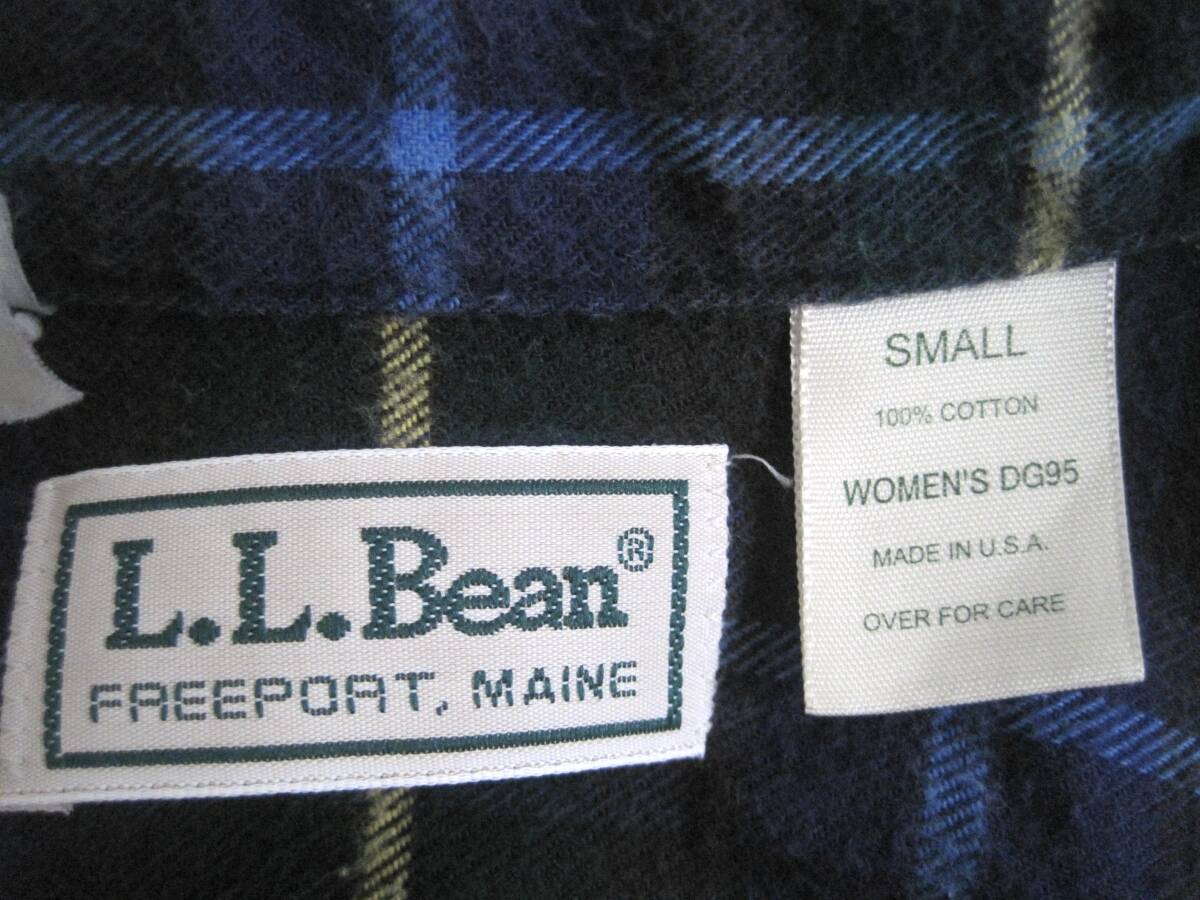 L.L.Bean®
FREEPORT, MAINE
SMALL
100% COTTON
WOMEN'S DG95
MADE IN U.S.A.
OVER FOR CARE